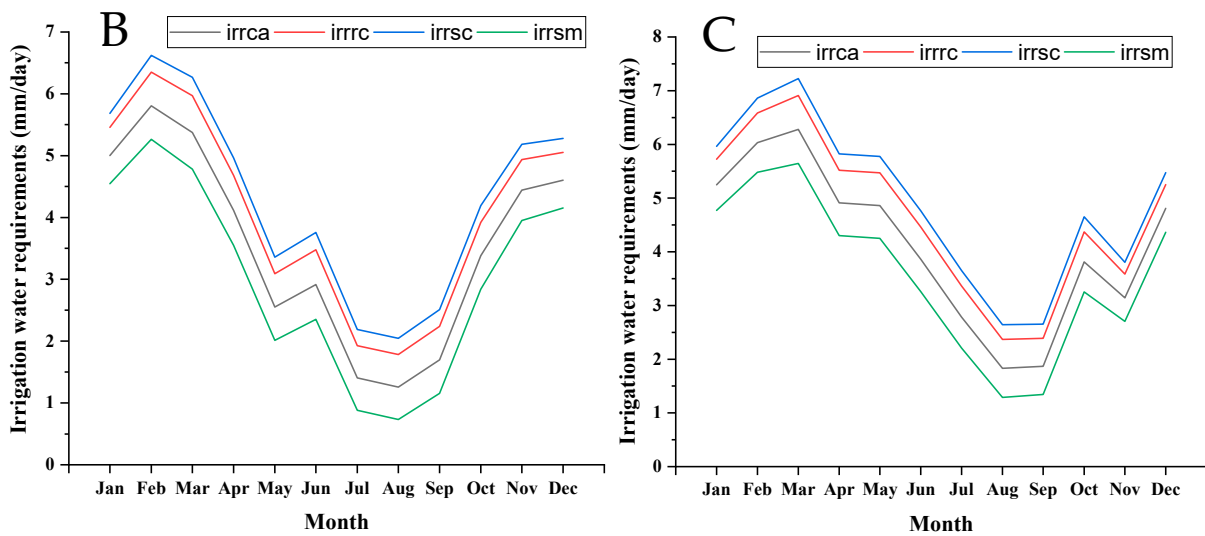 B
irrca irrrc irrsc irrsm
Irrigation water requirements (mm/day)
7
6
5
4
3
2
1
0
Jan Feb Mar Apr May Jun Jul Aug Sep Oct Nov Dec
Month
C
irrca irrrc irrsc irrsm
Irrigation water requirements (mm/day)
8
7
6
5
4
3
2
1
0
Jan Feb Mar Apr May Jun Jul Aug Sep Oct Nov Dec
Month